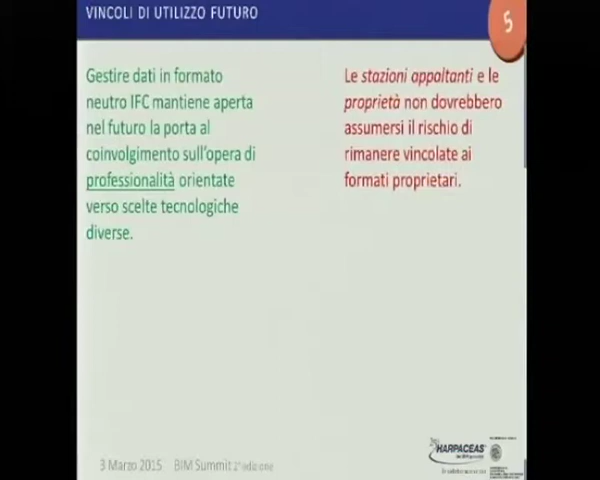 VINCOLI DI UTILIZZO FUTURO
5
Gestire dati in formato
neutro IFC mantiene aperta
nel futuro la porta al
coinvolgimento sull'opera di
professionalità orientate
verso scelte tecnologiche
diverse.
Le stazioni appaltanti e le
proprietà non dovrebbero
assumersi il rischio di
rimanere vincolate ai
formati proprietari.
3 Marzo 2015 BIM Summit 2° edizione
HARPACEAS